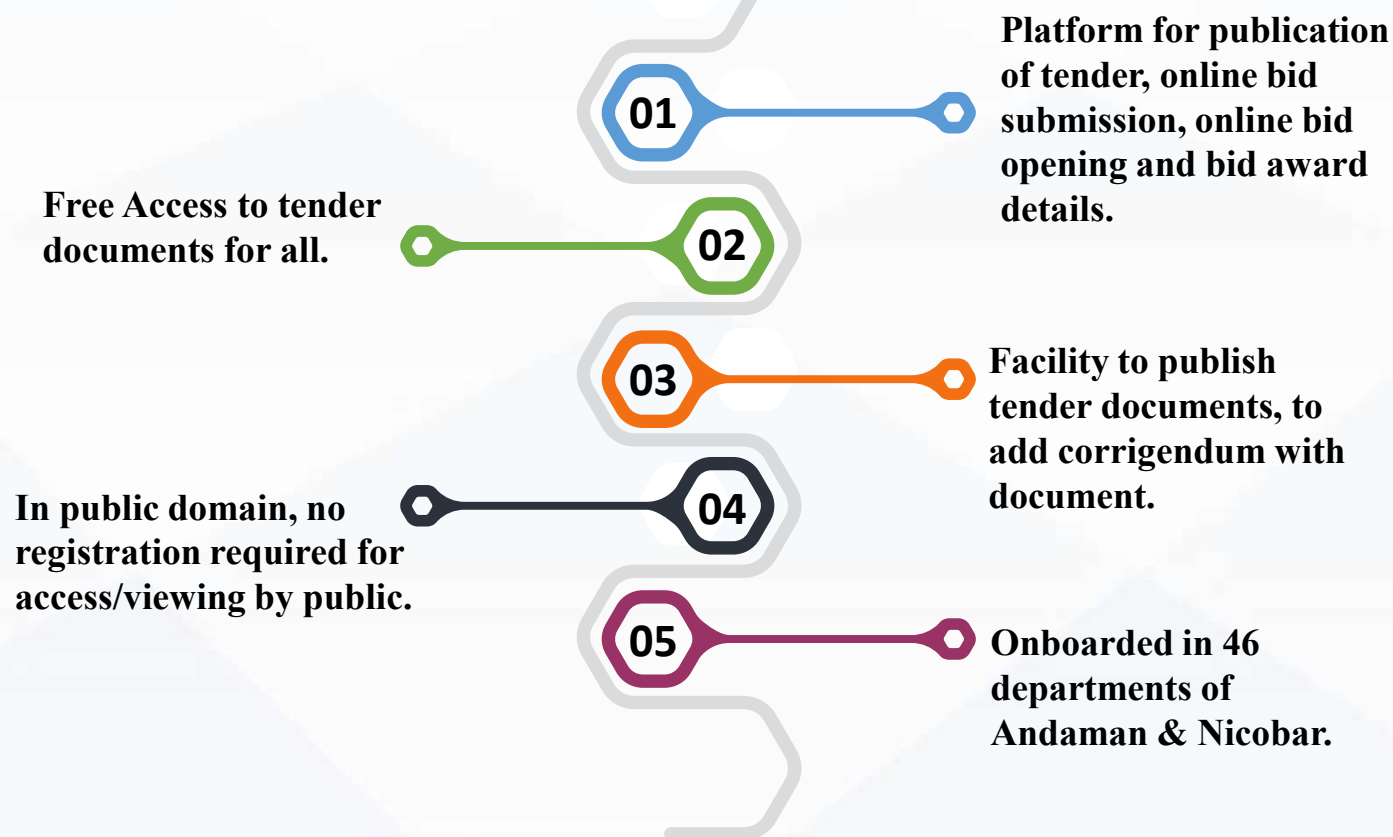 01
Platform for publication
of tender, online bid
submission, online bid
opening and bid award
details.
Free Access to tender
documents for all.
02
03
Facility to publish
tender documents, to
add corrigendum with
document.
In public domain, no
registration required for
access/viewing by public.
04
05
Onboarded in 46
departments of
Andaman & Nicobar.